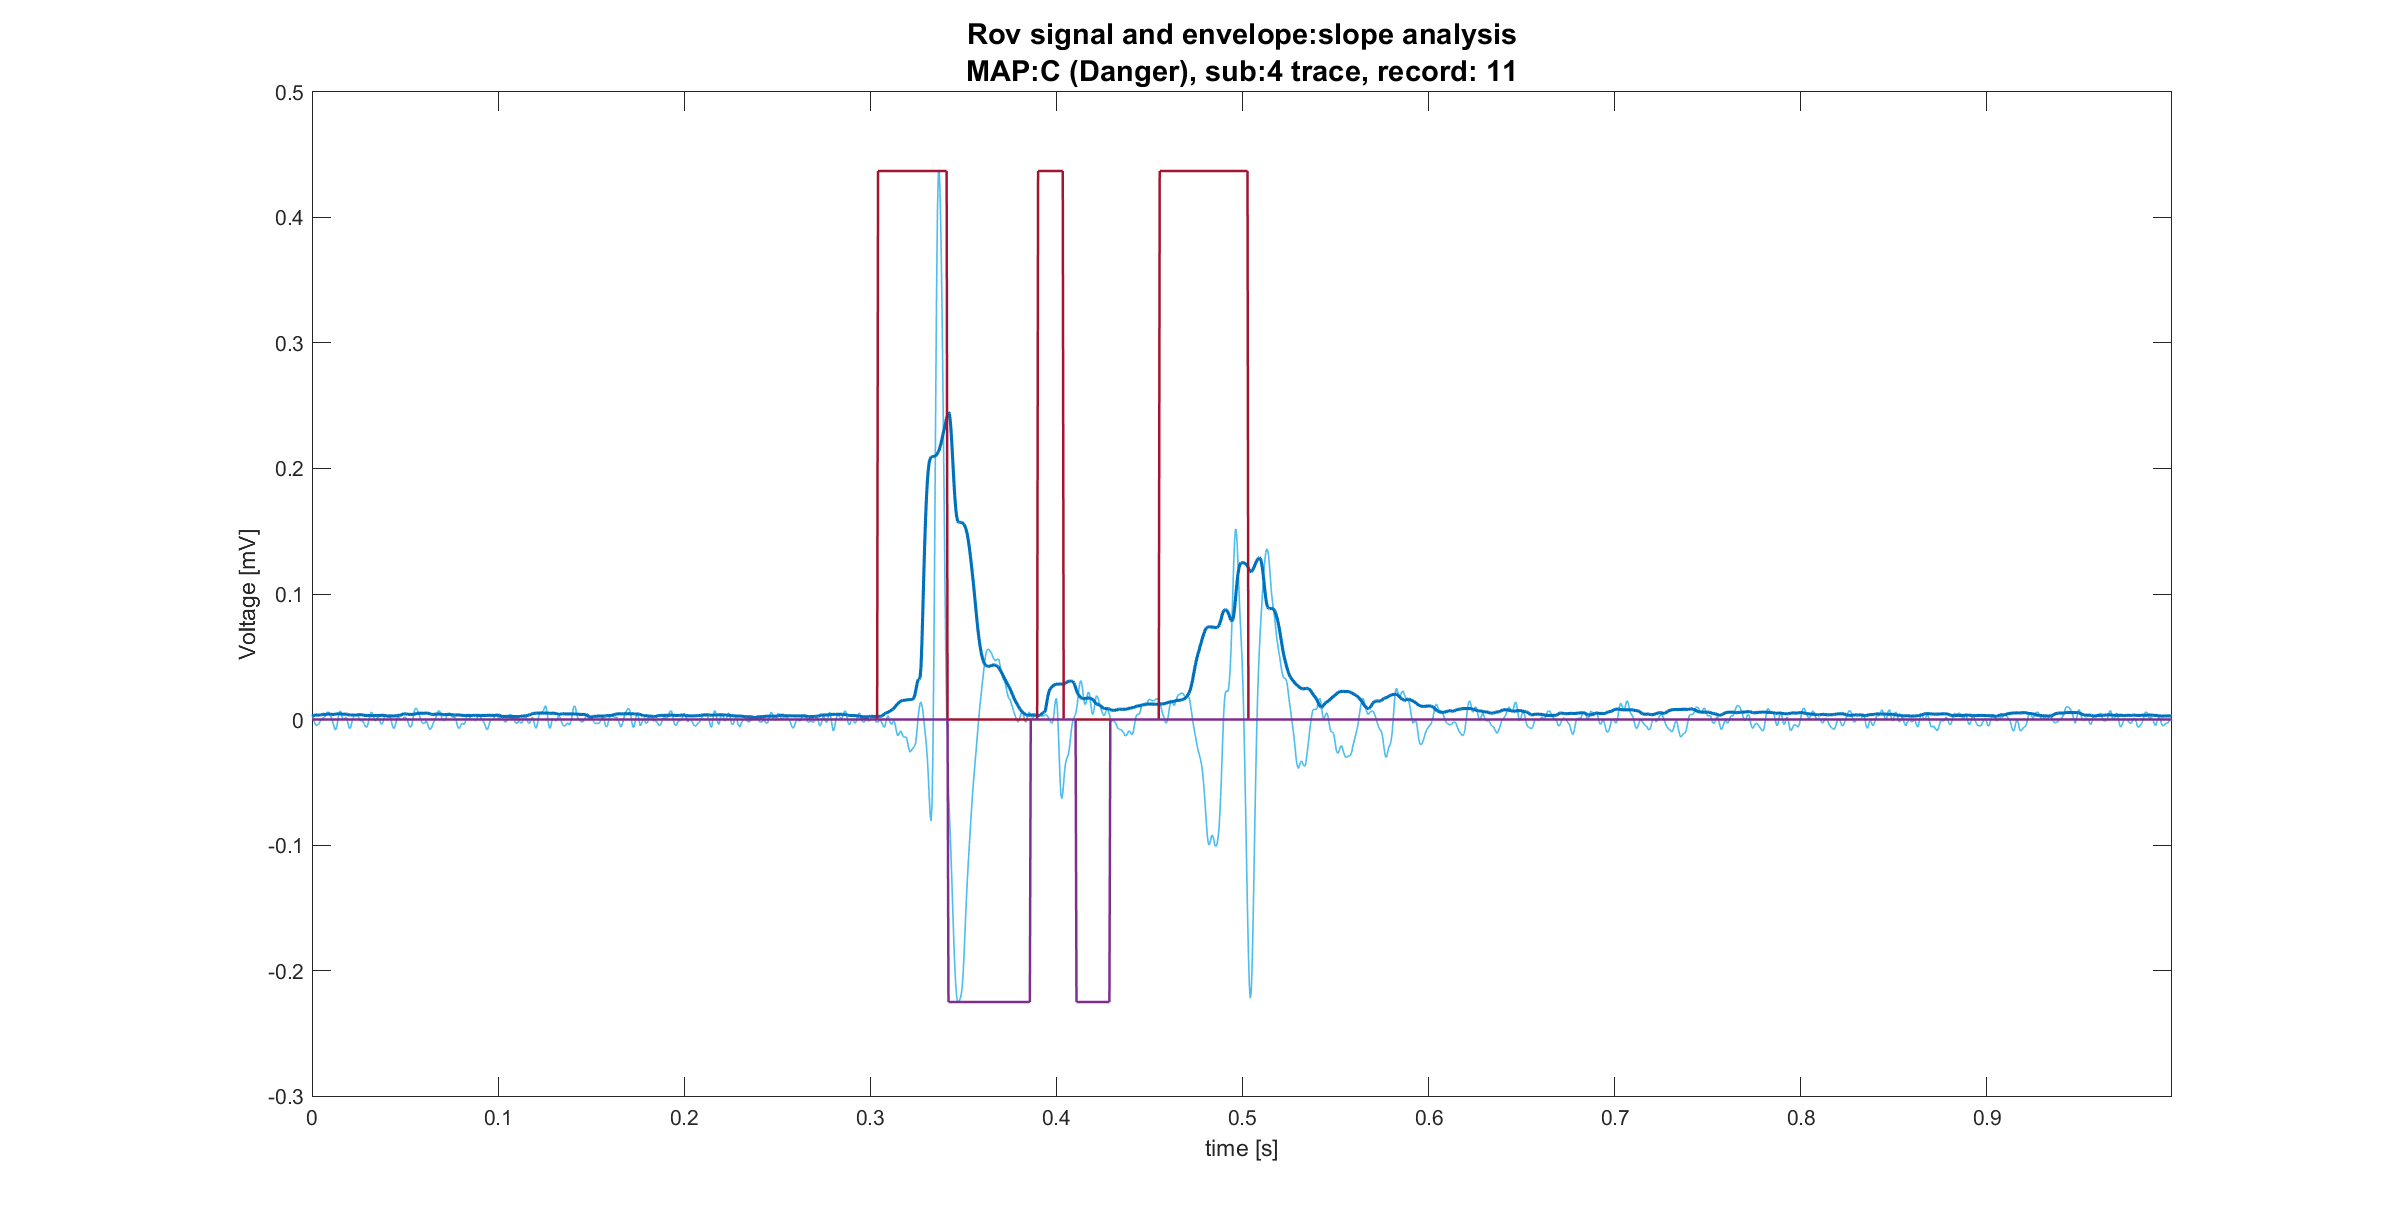 Rov signal and envelope:slope analysis
MAP:C (Danger), sub:4 trace, record: 11
0.5
0.4
0.3
0.2
0.1
0
-0.1
-0.2
-0.3
Voltage [mV]
0 0.1 0.2 0.3 0.4 0.5 0.6 0.7 0.8 0.9
time [s]